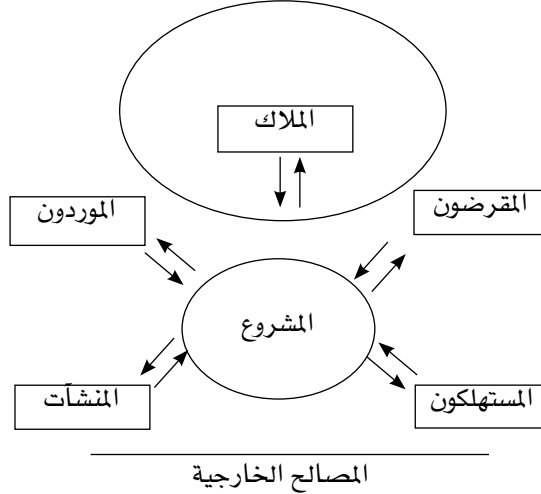 الملاك
المقرضون
الموردون
المشروع
المستهلكون
المنشآت
المصالح الخارجية